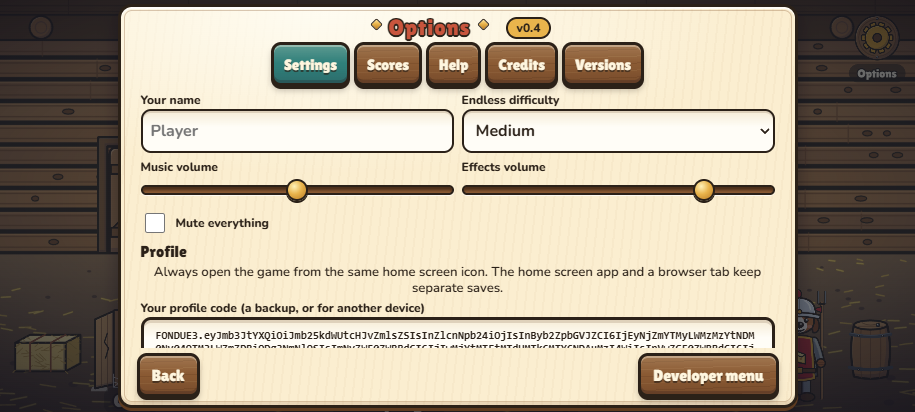 Options
v0.4
Settings Scores Help Credits Versions
Options
Your name
Endless difficulty
Player
Medium
Music volume
Effects volume
Mute everything
Profile
Always open the game from the same home screen icon. The home screen app and a browser tab keep
separate saves.
Your profile code (a backup, or for another device)
Back
Developer menu